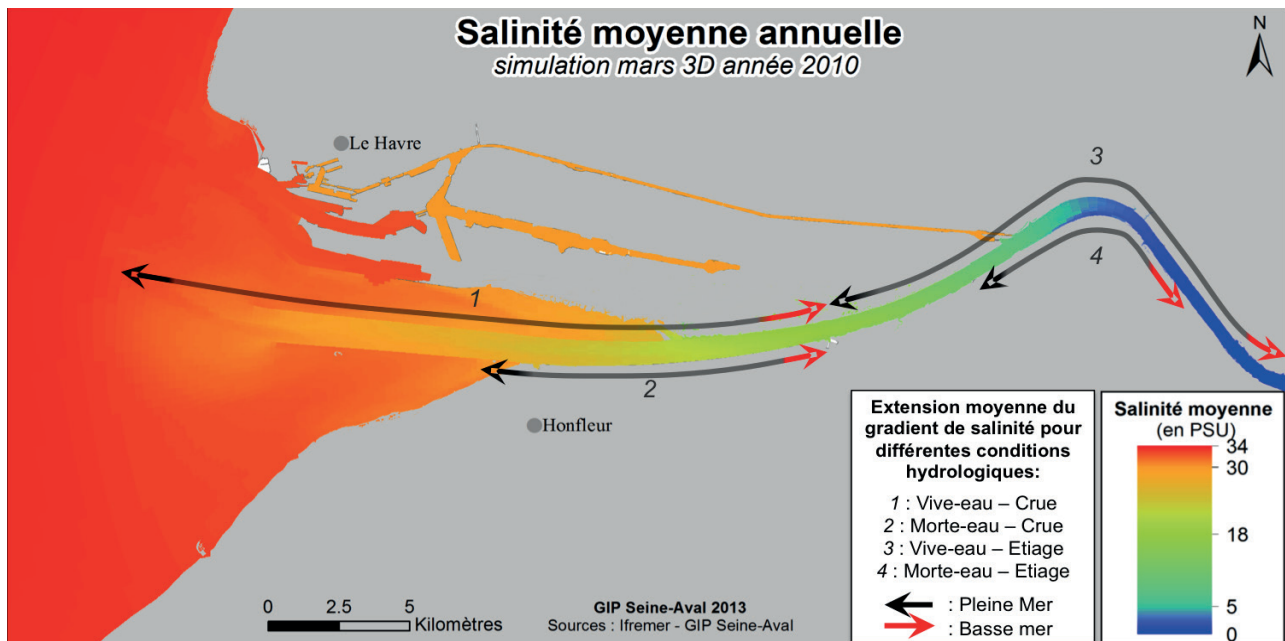 Salinité moyenne annuelle
simulation mars 3D année 2010
N
Le Havre
3
4
1
2
Honfleur
Extension moyenne du
gradient de salinité pour
différentes conditions
hydrologiques:
1 : Vive-eau – Crue
2 : Morte-eau – Crue
3 : Vive-eau – Etiage
4 : Morte-eau – Etiage
: Pleine Mer
: Basse mer
Salinité moyenne
(en PSU)
34
30
18
5
0
0 2.5 5
Kilomètres
GIP Seine-Aval 2013
Sources : Ifremer - GIP Seine-Aval